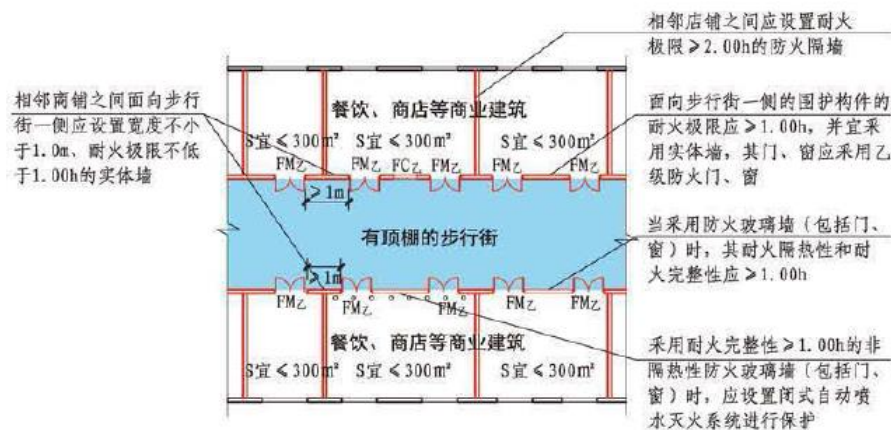 相邻店铺之间应设置耐火
极限≥2.00h的防火隔墙
相邻商铺之间面向步行
街一侧应设置宽度不小
于1.0m、耐火极限不低
于1.00h的实体墙
餐饮、商店等商业建筑
S宜≤300m² S宜≤300m² S宜≤300m²
FM乙 FM乙 FC乙 FM乙 FM乙 FM乙
≥1m
面向步行街一侧的围护构件的
耐火极限应≥1.00h,并宜采
用实体墙,其门、窗应采用乙
级防火门、窗
有顶棚的步行街
当采用防火玻璃墙(包括门、
窗)时,其耐火隔热性和耐
火完整性应≥1.00h
≥1m
FM乙 FM乙 FM乙 FM乙 FM乙
餐饮、商店等商业建筑
S宜≤300m² S宜≤300m² S宜≤300m²
采用耐火完整性≥1.00h的非
隔热性防火玻璃墙(包括门、
窗)时,应设置闭式自动喷
水灭火系统进行保护